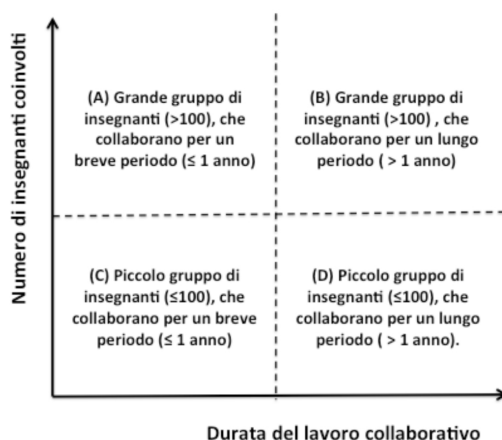 Numero di insegnanti coinvolti
(A) Grande gruppo di
insegnanti (>100), che
collaborano per un
breve periodo (≤ 1 anno)
(B) Grande gruppo di
insegnanti (>100) , che
collaborano per un lungo
periodo ( > 1 anno)
(C) Piccolo gruppo di
insegnanti (≤100), che
collaborano per un breve
periodo (≤ 1 anno)
(D) Piccolo gruppo di
insegnanti (≤100), che
collaborano per un lungo
periodo ( > 1 anno).
Durata del lavoro collaborativo